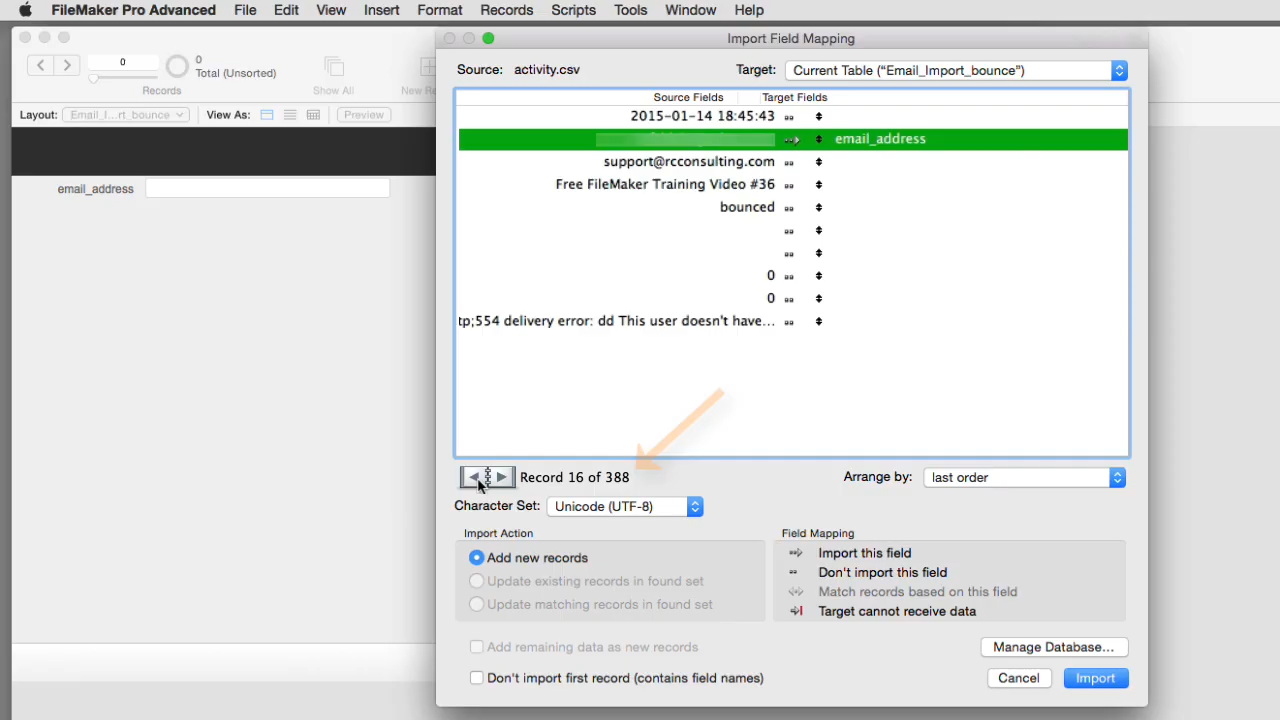 FileMaker Pro Advanced File Edit View Insert Format Records Scripts Tools Window Help
Import Field Mapping
0
0
Total (Unsorted)
Records
Show All
New Re
Layout: Email_I...rt_bounce View As: Preview
email_address
Source: activity.csv Target: Current Table ("Email_Import_bounce")
Source Fields Target Fields
2015-01-14 18:45:43
email_address
support@rcconsulting.com
Free FileMaker Training Video #36
bounced
0
0
tp;554 delivery error: dd This user doesn't have...
Record 16 of 388 Arrange by: last order
Character Set: Unicode (UTF-8)
Import Action
Add new records
Update existing records in found set
Update matching records in found set
Field Mapping
Import this field
Don't import this field
Match records based on this field
Target cannot receive data
Add remaining data as new records Manage Database...
Don't import first record (contains field names) Cancel Import